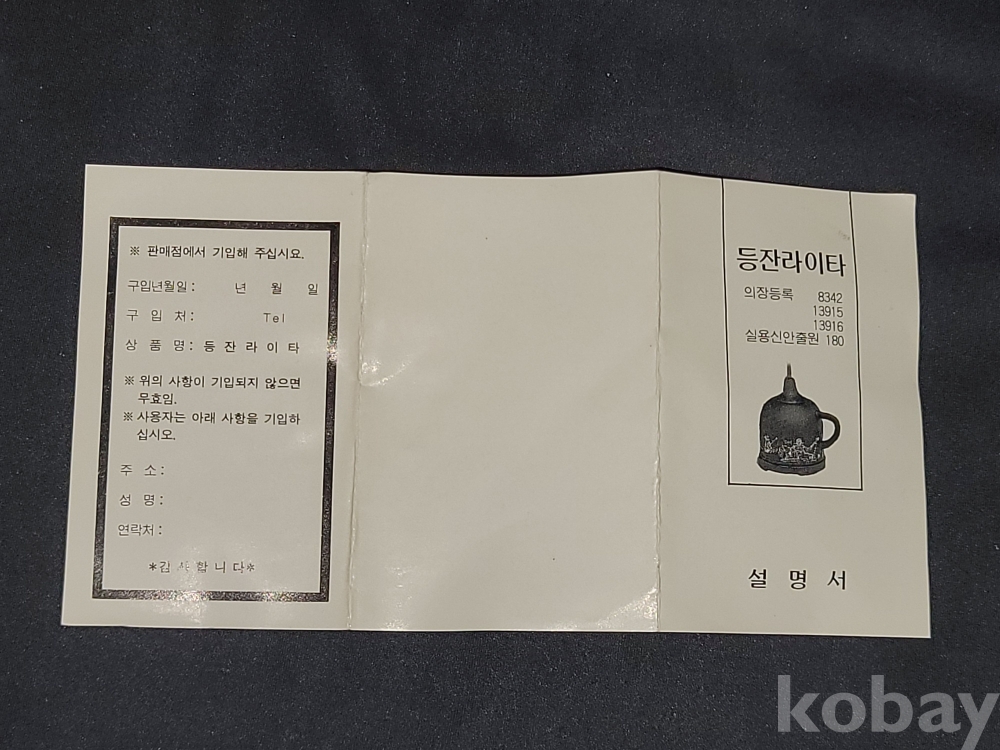 ※ 판매점에서 기입해 주십시요.
구입년월일: 년 월 일
구 입 처: Tel
상 품 명: 등 잔 라 이 타
※ 위의 사항이 기입되지 않으면
무효임.
※ 사용자는 아래 사항을 기입하
십시오.
주 소:
성 명:
연락처:
*감 사 합 니 다*
등잔라이타
의장등록 8342
13915
13916
실용신안출원 180
설 명 서
kobay